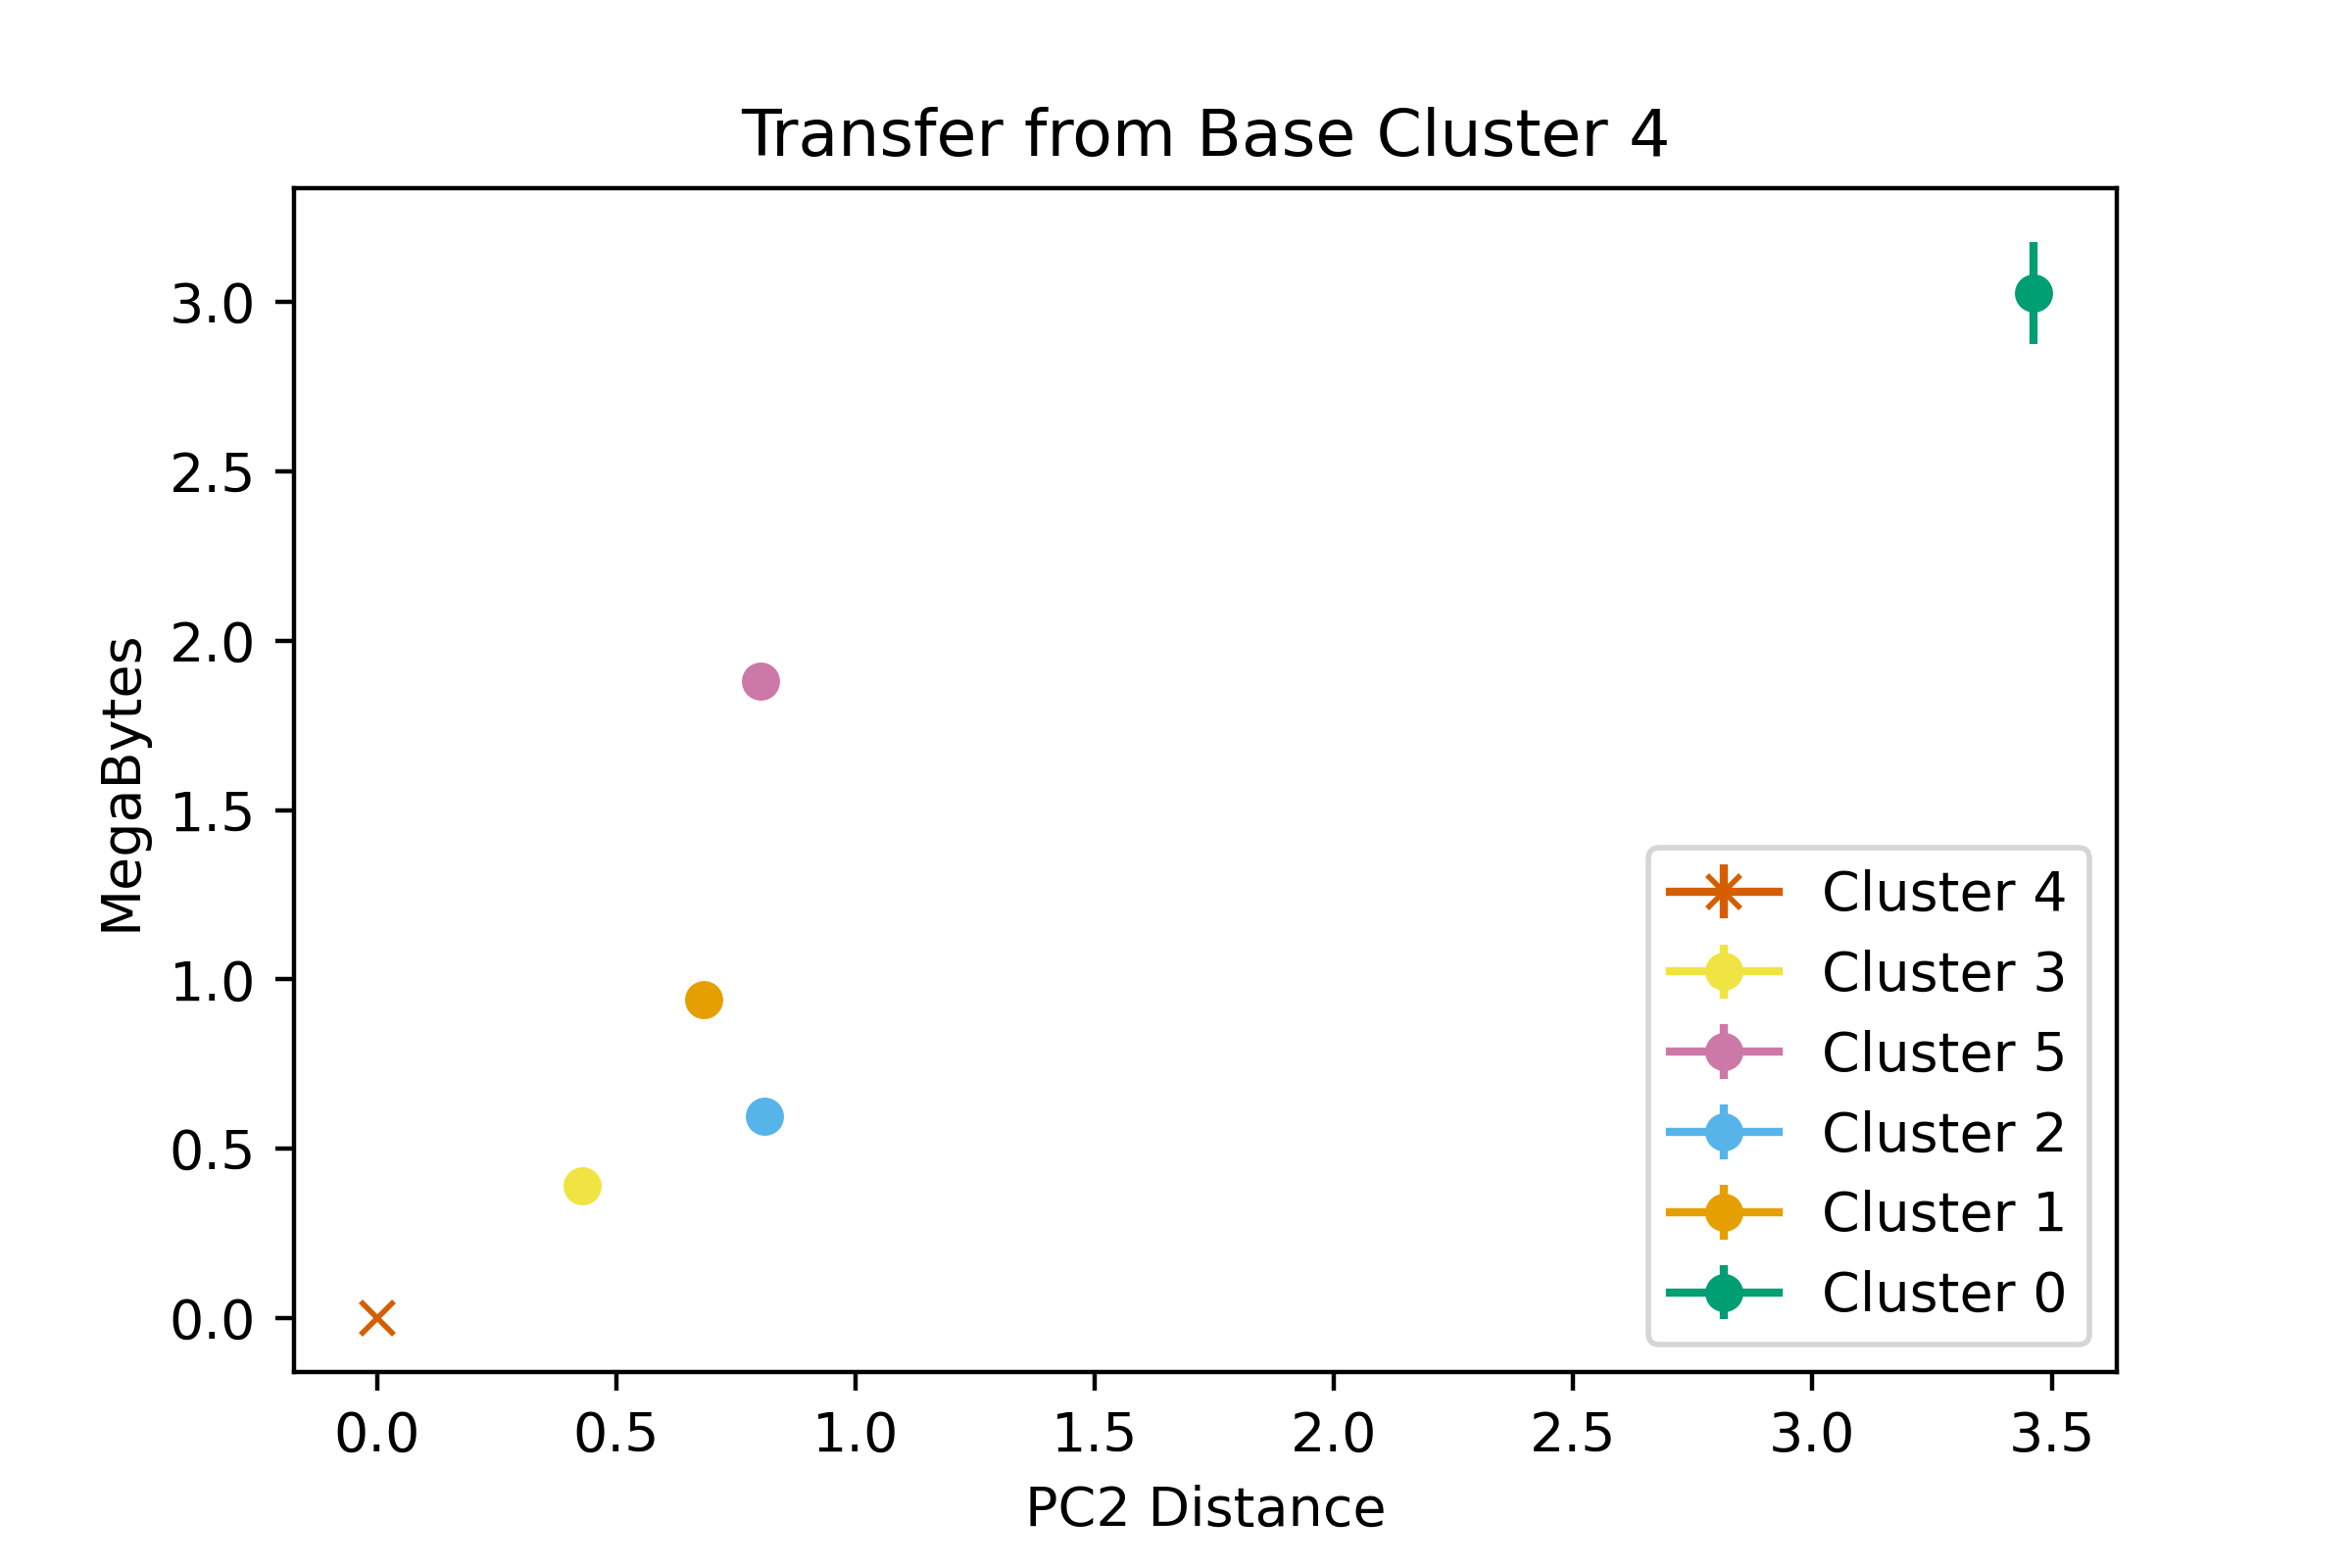 Transfer from Base Cluster 4
MegaBytes
3.0
2.5
2.0
1.5
1.0
0.5
0.0
Cluster 4
Cluster 3
Cluster 5
Cluster 2
Cluster 1
Cluster 0
0.0 0.5 1.0 1.5 2.0 2.5 3.0 3.5
PC2 Distance